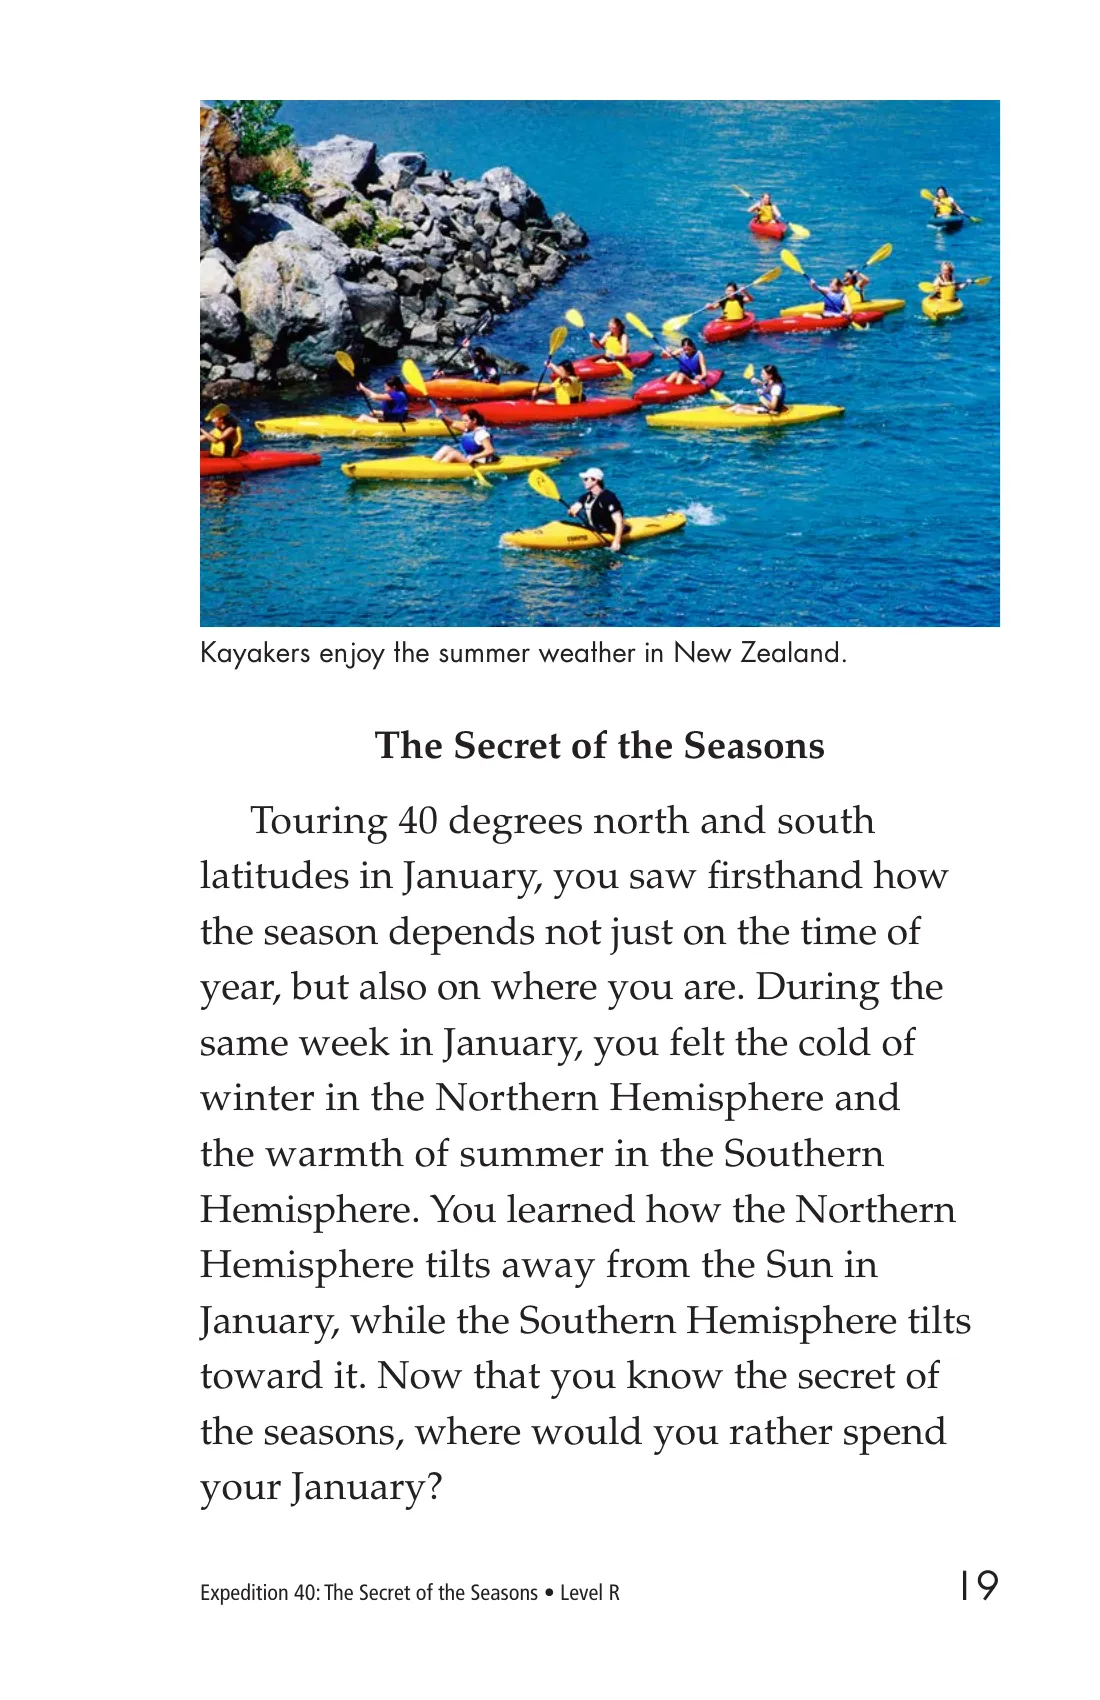 Kayakers enjoy the summer weather in New Zealand.
The Secret of the Seasons
Touring 40 degrees north and south
latitudes in January, you saw firsthand how
the season depends not just on the time of
year, but also on where you are. During the
same week in January, you felt the cold of
winter in the Northern Hemisphere and
the warmth of summer in the Southern
Hemisphere. You learned how the Northern
Hemisphere tilts away from the Sun in
January, while the Southern Hemisphere tilts
toward it. Now that you know the secret of
the seasons, where would you rather spend
your January?
Expedition 40: The Secret of the Seasons • Level R
19